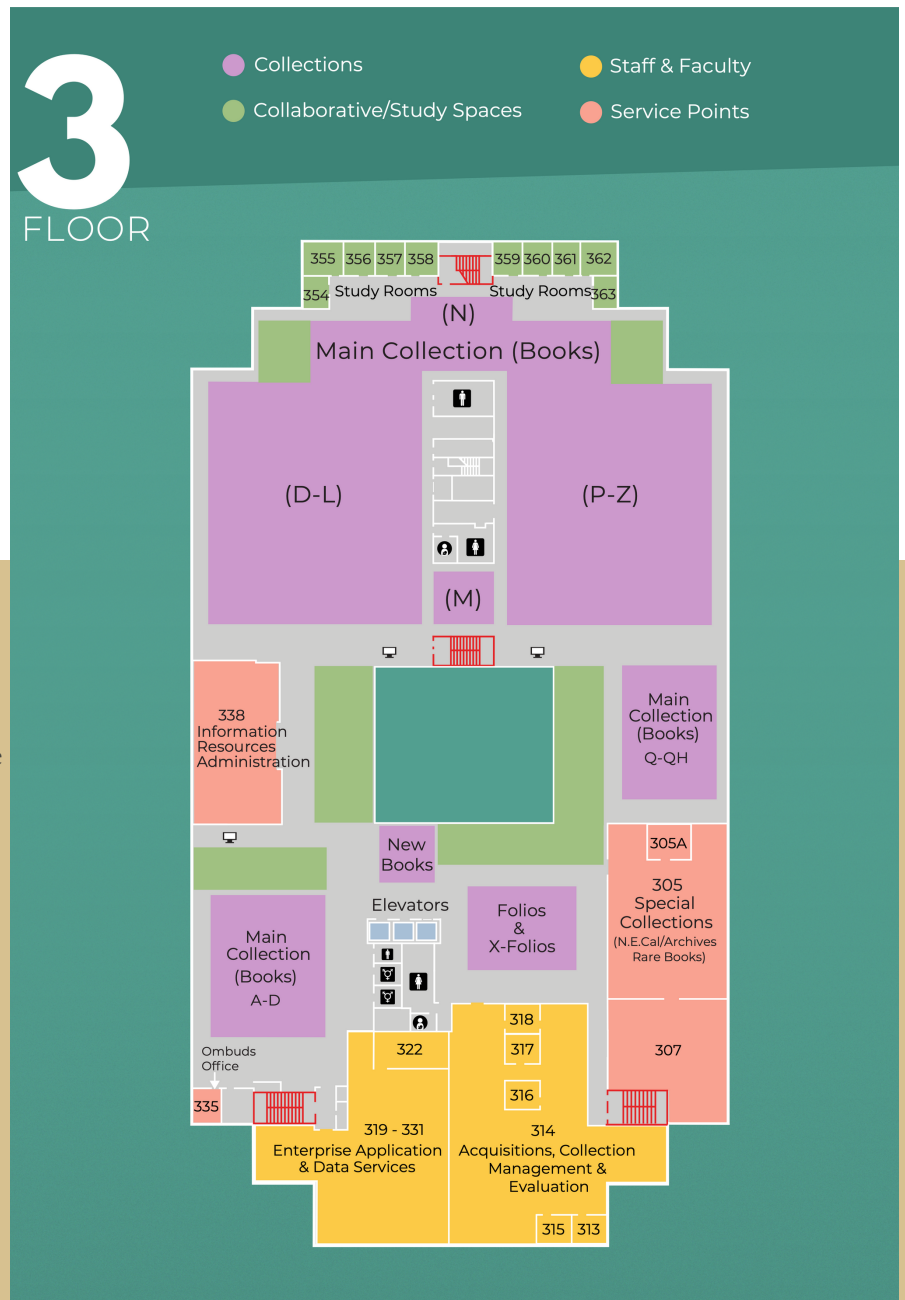 3
FLOOR
Collections
Collaborative/Study Spaces
Staff & Faculty
Service Points
355
356
357
358
359
360
361
362
354
Study Rooms
Study Rooms
363
(N)
Main Collection (Books)
(D-L)
(P-Z)
(M)
338
Information
Resources
Administration
Main
Collection
(Books)
Q-QH
New
Books
305A
305
Special
Collections
(N.E.Cal/Archives
Rare Books)
Elevators
Folios
&
X-Folios
Main
Collection
(Books)
A-D
318
317
316
322
307
Ombuds
Office
335
319 - 331
Enterprise Application
& Data Services
314
Acquisitions, Collection
Management &
Evaluation
315
313